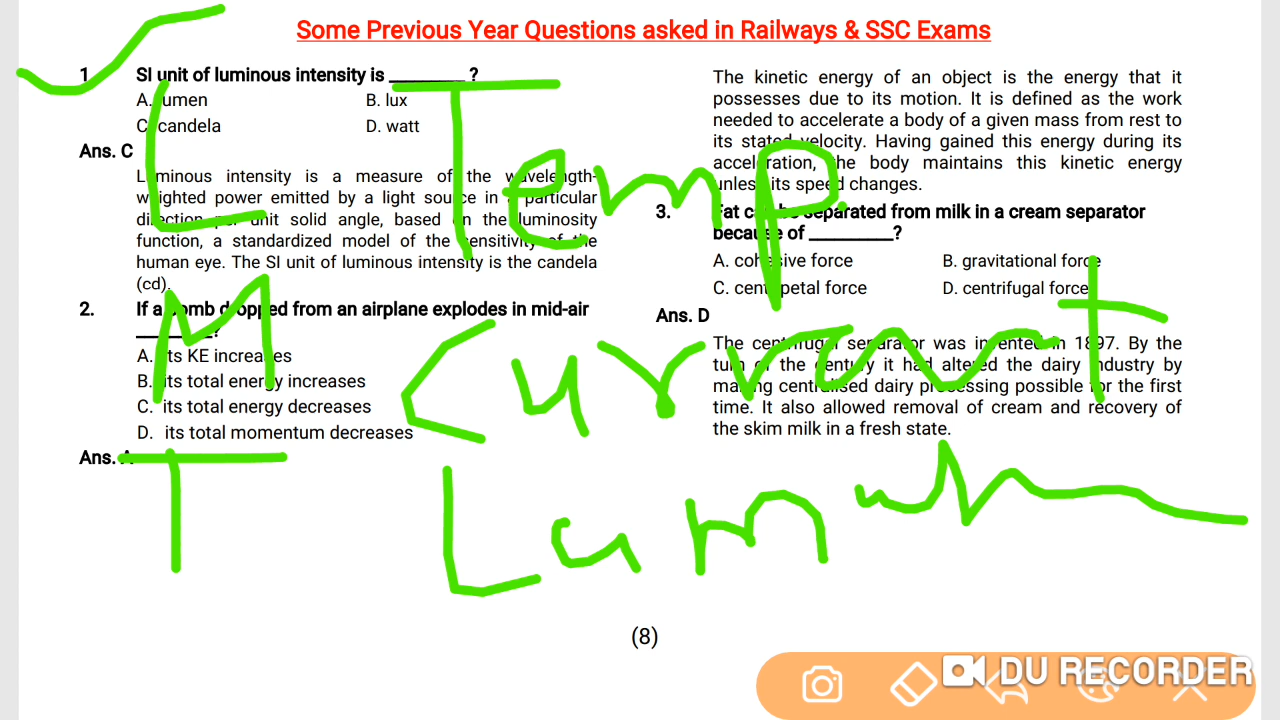 Some Previous Year Questions asked in Railways & SSC Exams
1 SI unit of luminous intensity is ________ ?
A. lumen B. lux
C. candela D. watt
Ans. C
Luminous intensity is a measure of the wavelength-
weighted power emitted by a light source in a particular
direction per unit solid angle, based on the luminosity
function, a standardized model of the sensitivity of the
human eye. The SI unit of luminous intensity is the candela
(cd).
2. If a bomb dropped from an airplane explodes in mid-air
________?
A. its KE increases
B. its total energy increases
C. its total energy decreases
D. its total momentum decreases
Ans. A
The kinetic energy of an object is the energy that it
possesses due to its motion. It is defined as the work
needed to accelerate a body of a given mass from rest to
its stated velocity. Having gained this energy during its
acceleration, the body maintains this kinetic energy
unless its speed changes.
3. Fat can be separated from milk in a cream separator
because of _________?
A. cohesive force B. gravitational force
C. centripetal force D. centrifugal force
Ans. D
The centrifugal separator was invented in 1897. By the
turn of the century it had altered the dairy industry by
making centralised dairy processing possible for the first
time. It also allowed removal of cream and recovery of
the skim milk in a fresh state.
L Temp
M Current
T Lum
(8)
DU RECORDER